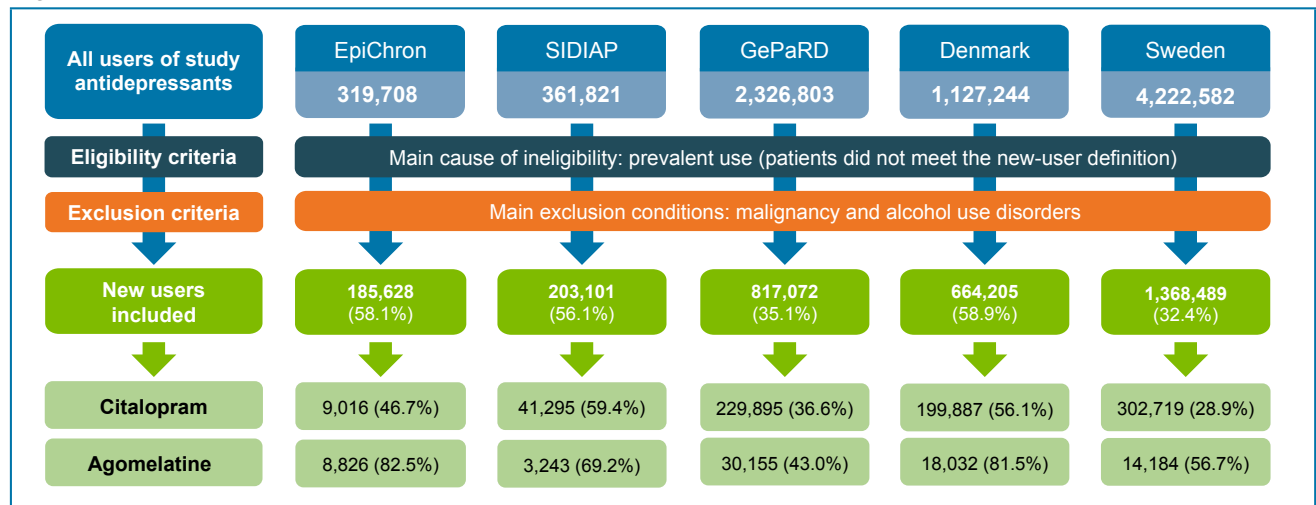 All users of study
antidepressants
EpiChron
SIDIAP
GePaRD
Denmark
Sweden
319,708
361,821
2,326,803
1,127,244
4,222,582
Eligibility criteria
Main cause of ineligibility: prevalent use (patients did not meet the new-user definition)
Exclusion criteria
Main exclusion conditions: malignancy and alcohol use disorders
New users
included
185,628
(58.1%)
203,101
(56.1%)
817,072
(35.1%)
664,205
(58.9%)
1,368,489
(32.4%)
Citalopram
9,016 (46.7%)
41,295 (59.4%)
229,895 (36.6%)
199,887 (56.1%)
302,719 (28.9%)
Agomelatine
8,826 (82.5%)
3,243 (69.2%)
30,155 (43.0%)
18,032 (81.5%)
14,184 (56.7%)